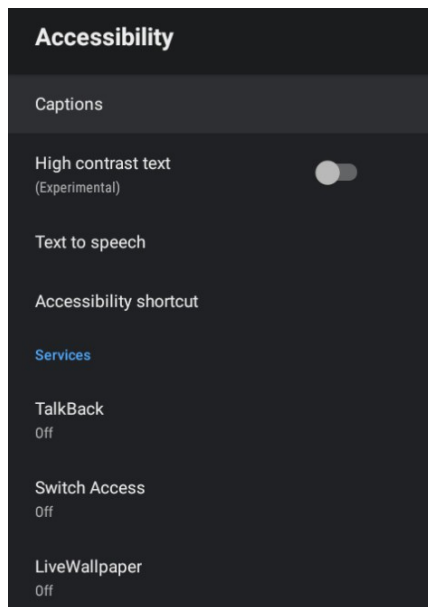 Accessibility
Captions
High contrast text
(Experimental)
Text to speech
Accessibility shortcut
Services
TalkBack
Off
Switch Access
Off
LiveWallpaper
Off